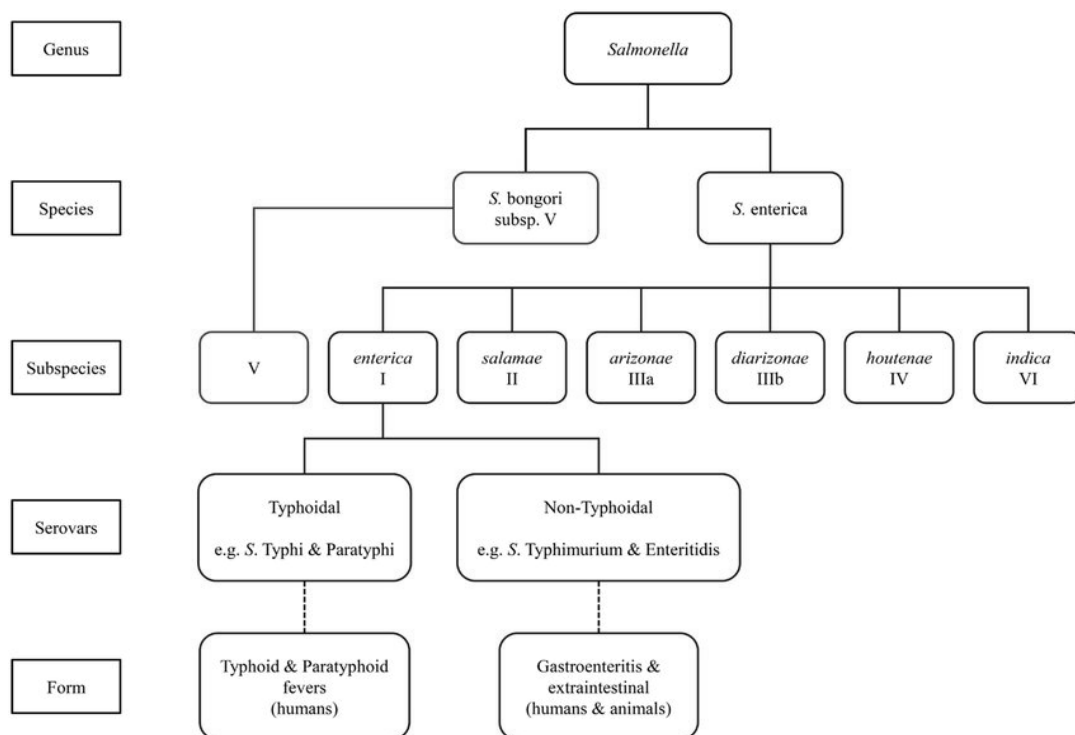 Genus
Salmonella
Species
S. bongori
subsp. V
S. enterica
Subspecies
V
enterica
I
salamae
II
arizonae
IIIa
diarizonae
IIIb
houtenae
IV
indica
VI
Serovars
Typhoidal
e.g. S. Typhi & Paratyphi
Non-Typhoidal
e.g. S. Typhimurium & Enteritidis
Form
Typhoid & Paratyphoid
fevers
(humans)
Gastroenteritis &
extraintestinal
(humans & animals)